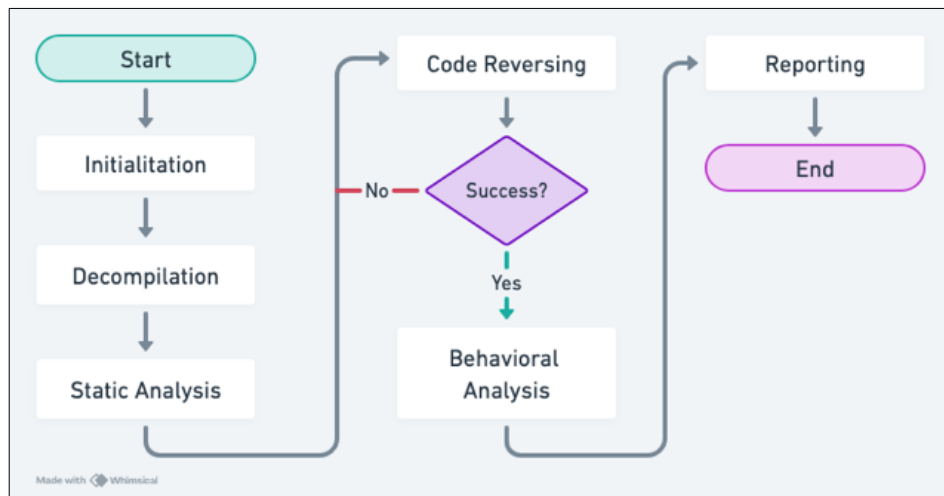 Start
Initialitation
Decompilation
Static Analysis
Code Reversing
Success?
No
Yes
Behavioral
Analysis
Reporting
End
Made with Whimsical